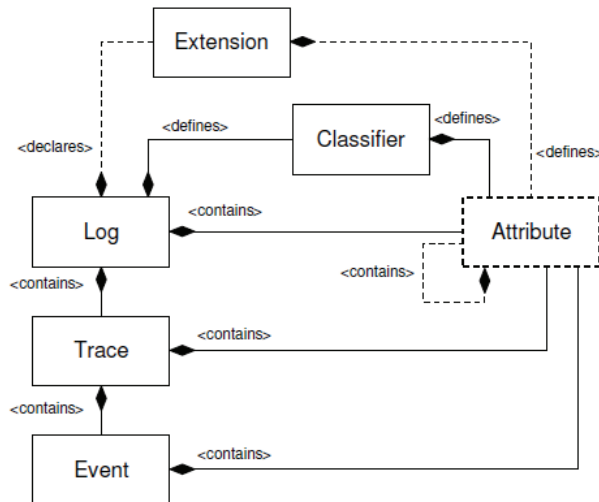 Extension
<defines>
Classifier
<defines>
<declares>
<defines>
Log
<contains>
Attribute
<contains>
<contains>
Trace
<contains>
<contains>
Event
<contains>